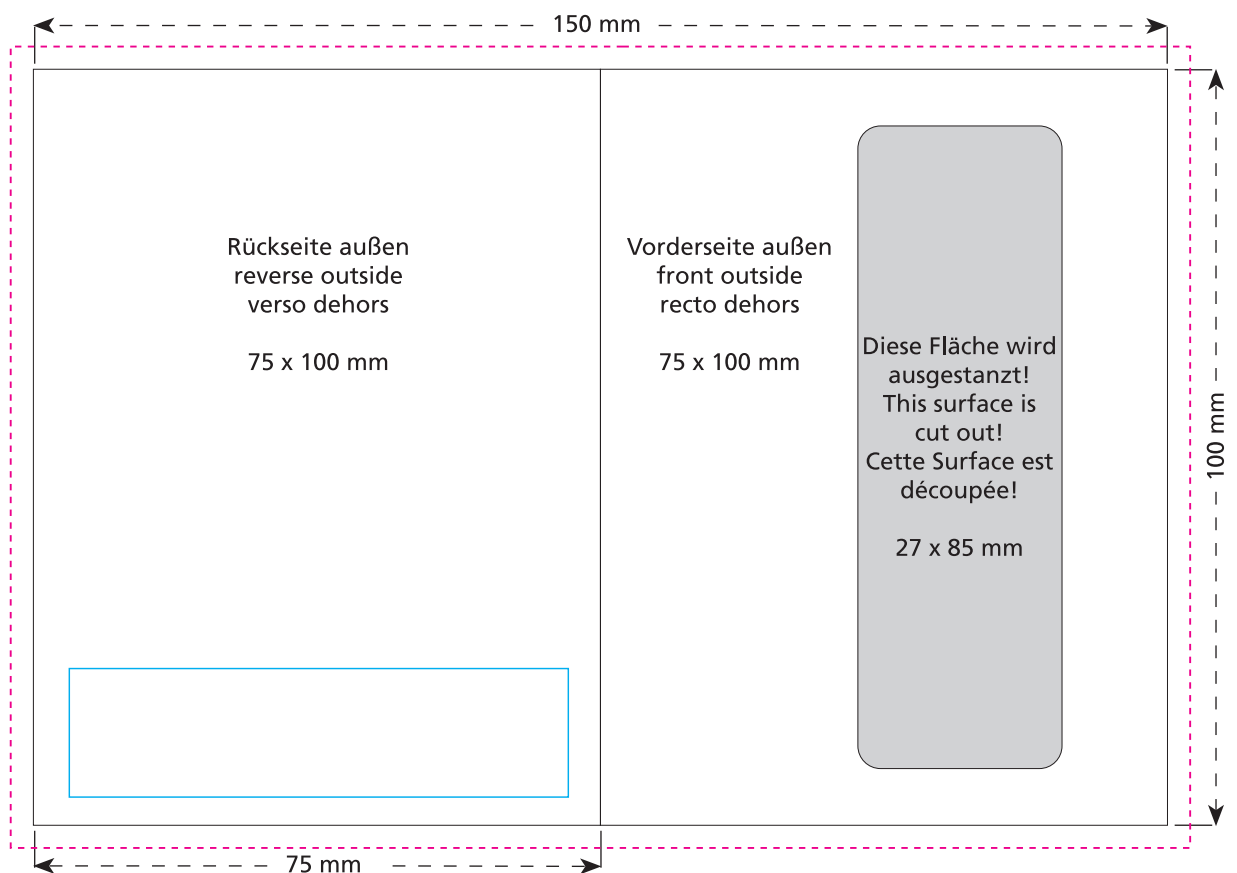 150 mm
Rückseite außen
reverse outside
verso dehors
75 x 100 mm
Vorderseite außen
front outside
recto dehors
75 x 100 mm
Diese Fläche wird
ausgestanzt!
This surface is
cut out!
Cette Surface est
découpée!
27 x 85 mm
100 mm
75 mm